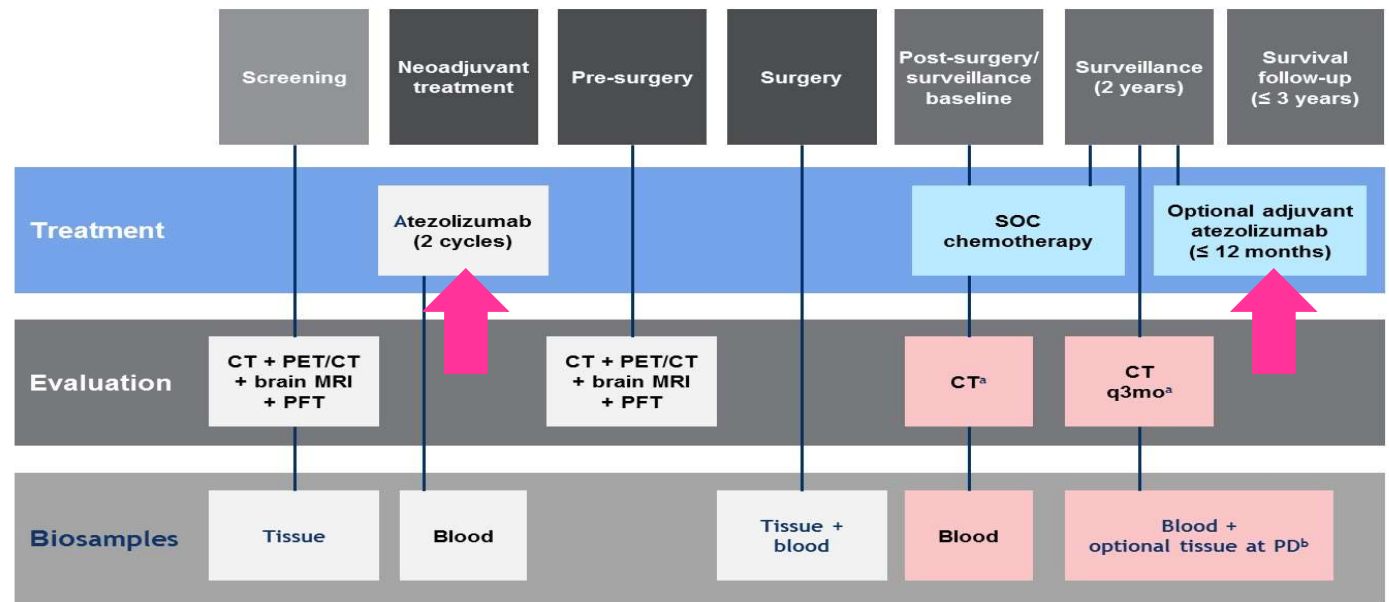 Screening
Neoadjuvant
treatment
Pre-surgery
Surgery
Post-surgery/
surveillance
baseline
Surveillance
(2 years)
Survival
follow-up
(≤ 3 years)
Treatment
Atezolizumab
(2 cycles)
SOC
chemotherapy
Optional adjuvant
atezolizumab
(≤ 12 months)
Evaluation
CT + PET/CT
+ brain MRI
+ PFT
CT + PET/CT
+ brain MRI
+ PFT
CTᵃ
CT
q3moᵃ
Biosamples
Tissue
Blood
Tissue +
blood
Blood
Blood +
optional tissue at PDᵇ